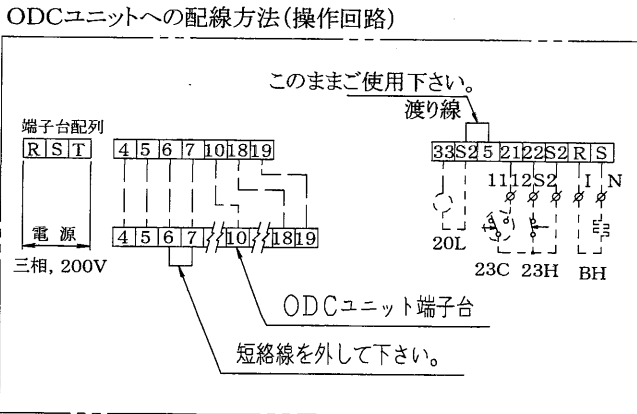 ODCユニットへの配線方法(操作回路)
このままご使用下さい。
渡り線
端子台配列
R S T
4 5 6 7 10 18 19
33 S2 5 21 22 S2 R S
11 12 S2 I N
電源
4 5 6 7 10 18 19
三相, 200V
20L
23C 23H BH
ODCユニット端子台
短絡線を外して下さい。